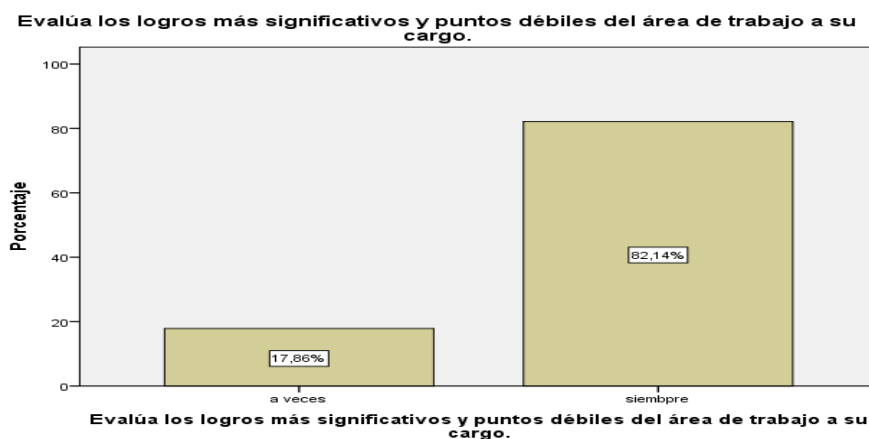 Evalúa los logros más significativos y puntos débiles del área de trabajo a su
cargo.
Porcentaje
100
80
60
40
20
0
17,86%
82,14%
a veces
siembpre
Evalúa los logros más significativos y puntos débiles del área de trabajo a su
cargo.